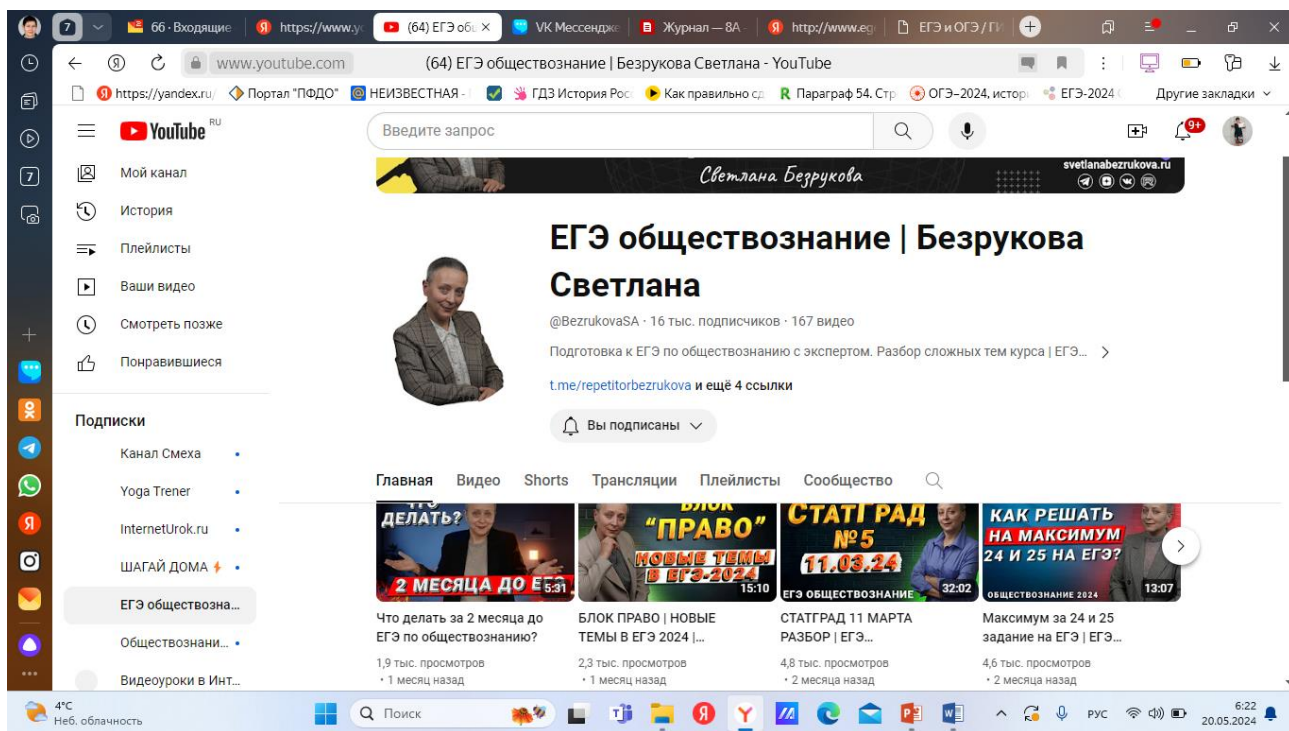 7
66 · Входящие
https://www.yo
(64) ЕГЭ общ
VK Мессендже
Журнал — 8А -
http://www.eg
ЕГЭ и ОГЭ / ГИ
www.youtube.com
(64) ЕГЭ обществознание | Безрукова Светлана - YouTube
https://yandex.ru/
Портал "ПФДО"
НЕИЗВЕСТНАЯ -
ГДЗ История Рос
Как правильно сд
Параграф 54. Стр
ОГЭ–2024, истор
ЕГЭ-2024
Другие закладки
YouTube RU
Введите запрос
9+
Мой канал
История
Плейлисты
Ваши видео
Смотреть позже
Понравившиеся
Подписки
Канал Смеха
Yoga Trener
InternetUrok.ru
ШАГАЙ ДОМА
ЕГЭ обществозна...
Обществознани...
Видеоуроки в Инт...
Светлана Безрукова
svetlanabezrukova.ru
ЕГЭ обществознание | Безрукова
Светлана
@BezrukovaSA · 16 тыс. подписчиков · 167 видео
Подготовка к ЕГЭ по обществознанию с экспертом. Разбор сложных тем курса | ЕГЭ...
t.me/repetitorbezrukova и ещё 4 ссылки
Вы подписаны
Главная Видео Shorts Трансляции Плейлисты Сообщество
ЧТО
ДЕЛАТЬ?
2 МЕСЯЦА ДО ЕГЭ
5:31
БЛОК
"ПРАВО"
НОВЫЕ ТЕМЫ
В ЕГЭ-2024
15:10
СТАТГРАД
№5
11.03.24
ЕГЭ ОБЩЕСТВОЗНАНИЕ
32:02
КАК РЕШАТЬ
НА МАКСИМУМ
24 И 25 НА ЕГЭ?
ОБЩЕСТВОЗНАНИЕ 2024
13:07
Что делать за 2 месяца до
ЕГЭ по обществознанию?
1,9 тыс. просмотров
• 1 месяц назад
БЛОК ПРАВО | НОВЫЕ
ТЕМЫ В ЕГЭ 2024 |...
2,3 тыс. просмотров
• 1 месяц назад
СТАТГРАД 11 МАРТА
РАЗБОР | ЕГЭ...
4,8 тыс. просмотров
• 2 месяца назад
Максимум за 24 и 25
задание на ЕГЭ | ЕГЭ...
4,6 тыс. просмотров
• 2 месяца назад
4°C
Неб. облачность
Поиск
РУС
6:22
20.05.2024